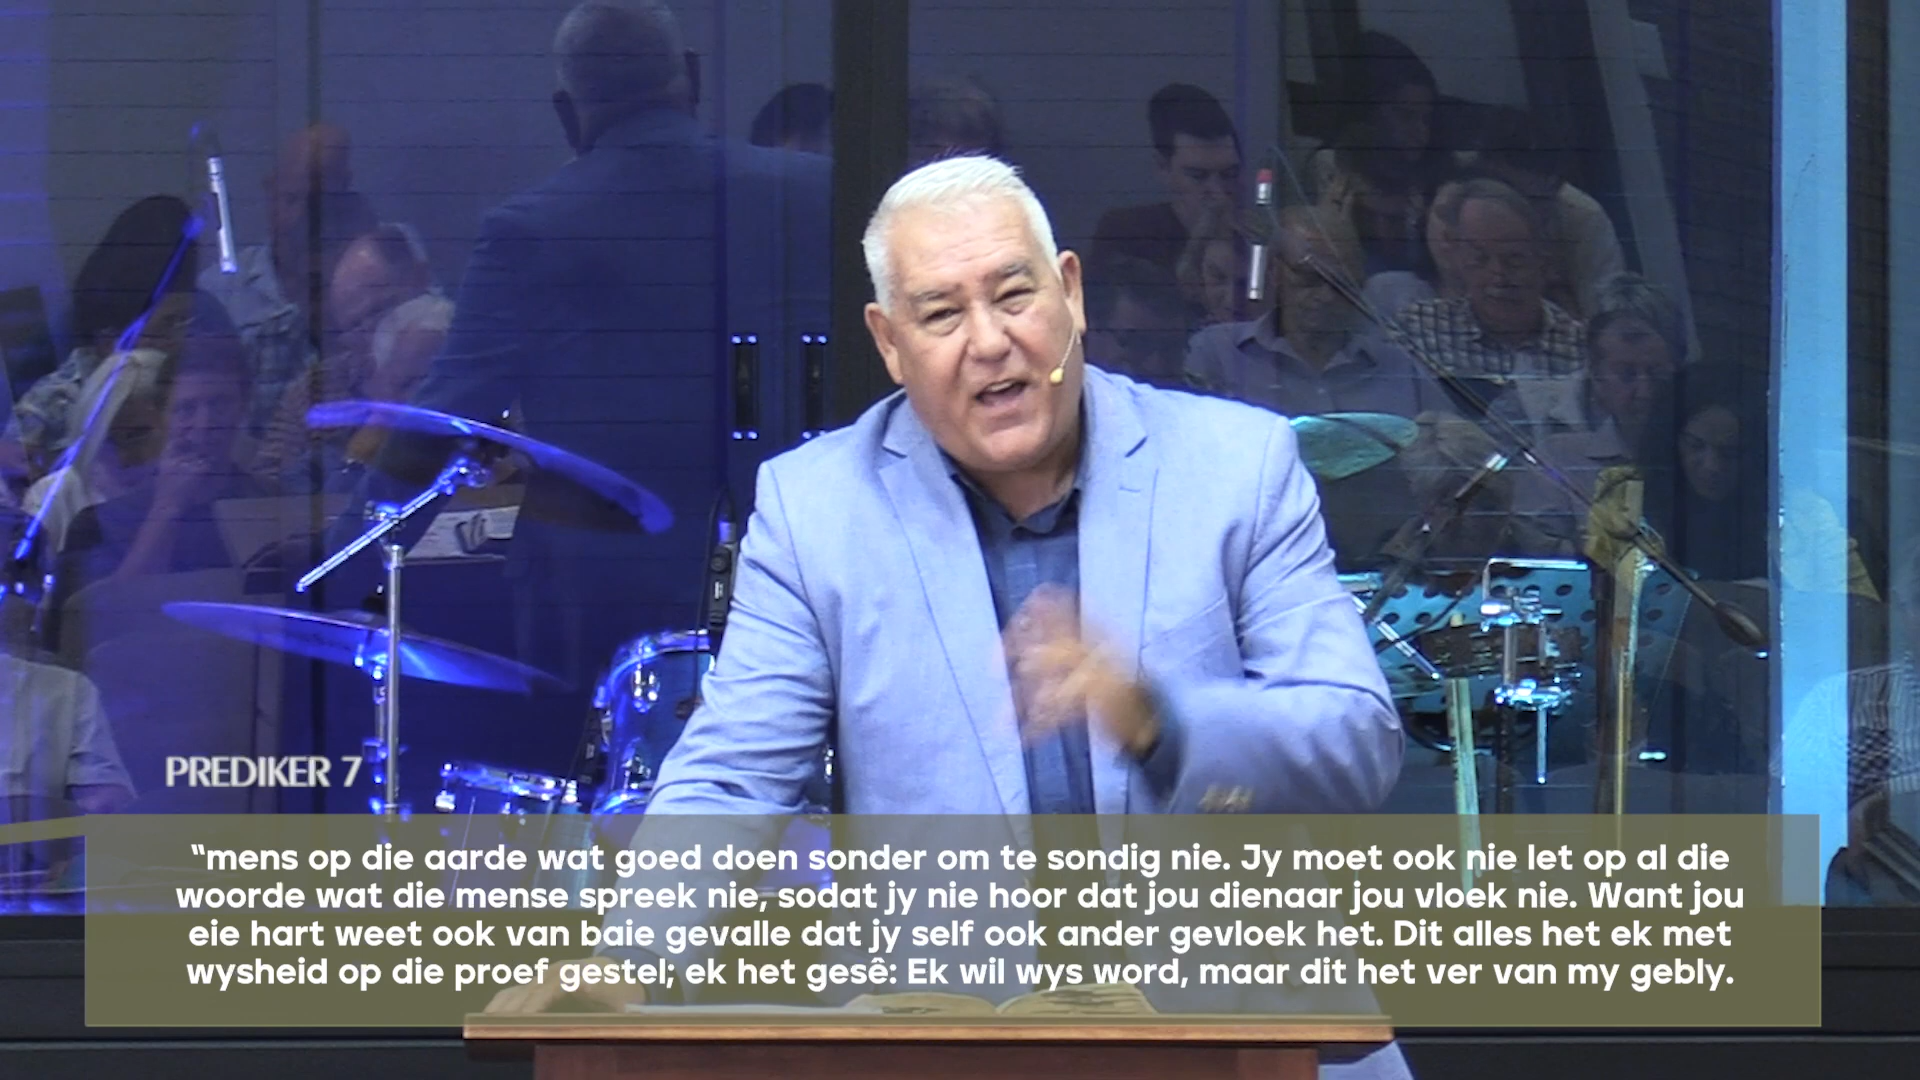 PREDIKER 7
“mens op die aarde wat goed doen sonder om te sondig nie. Jy moet ook nie let op al die
woorde wat die mense spreek nie, sodat jy nie hoor dat jou dienaar jou vloek nie. Want jou
eie hart weet ook van baie gevalle dat jy self ook ander gevloek het. Dit alles het ek met
wysheid op die proef gestel; ek het gesê: Ek wil wys word, maar dit het ver van my gebly.